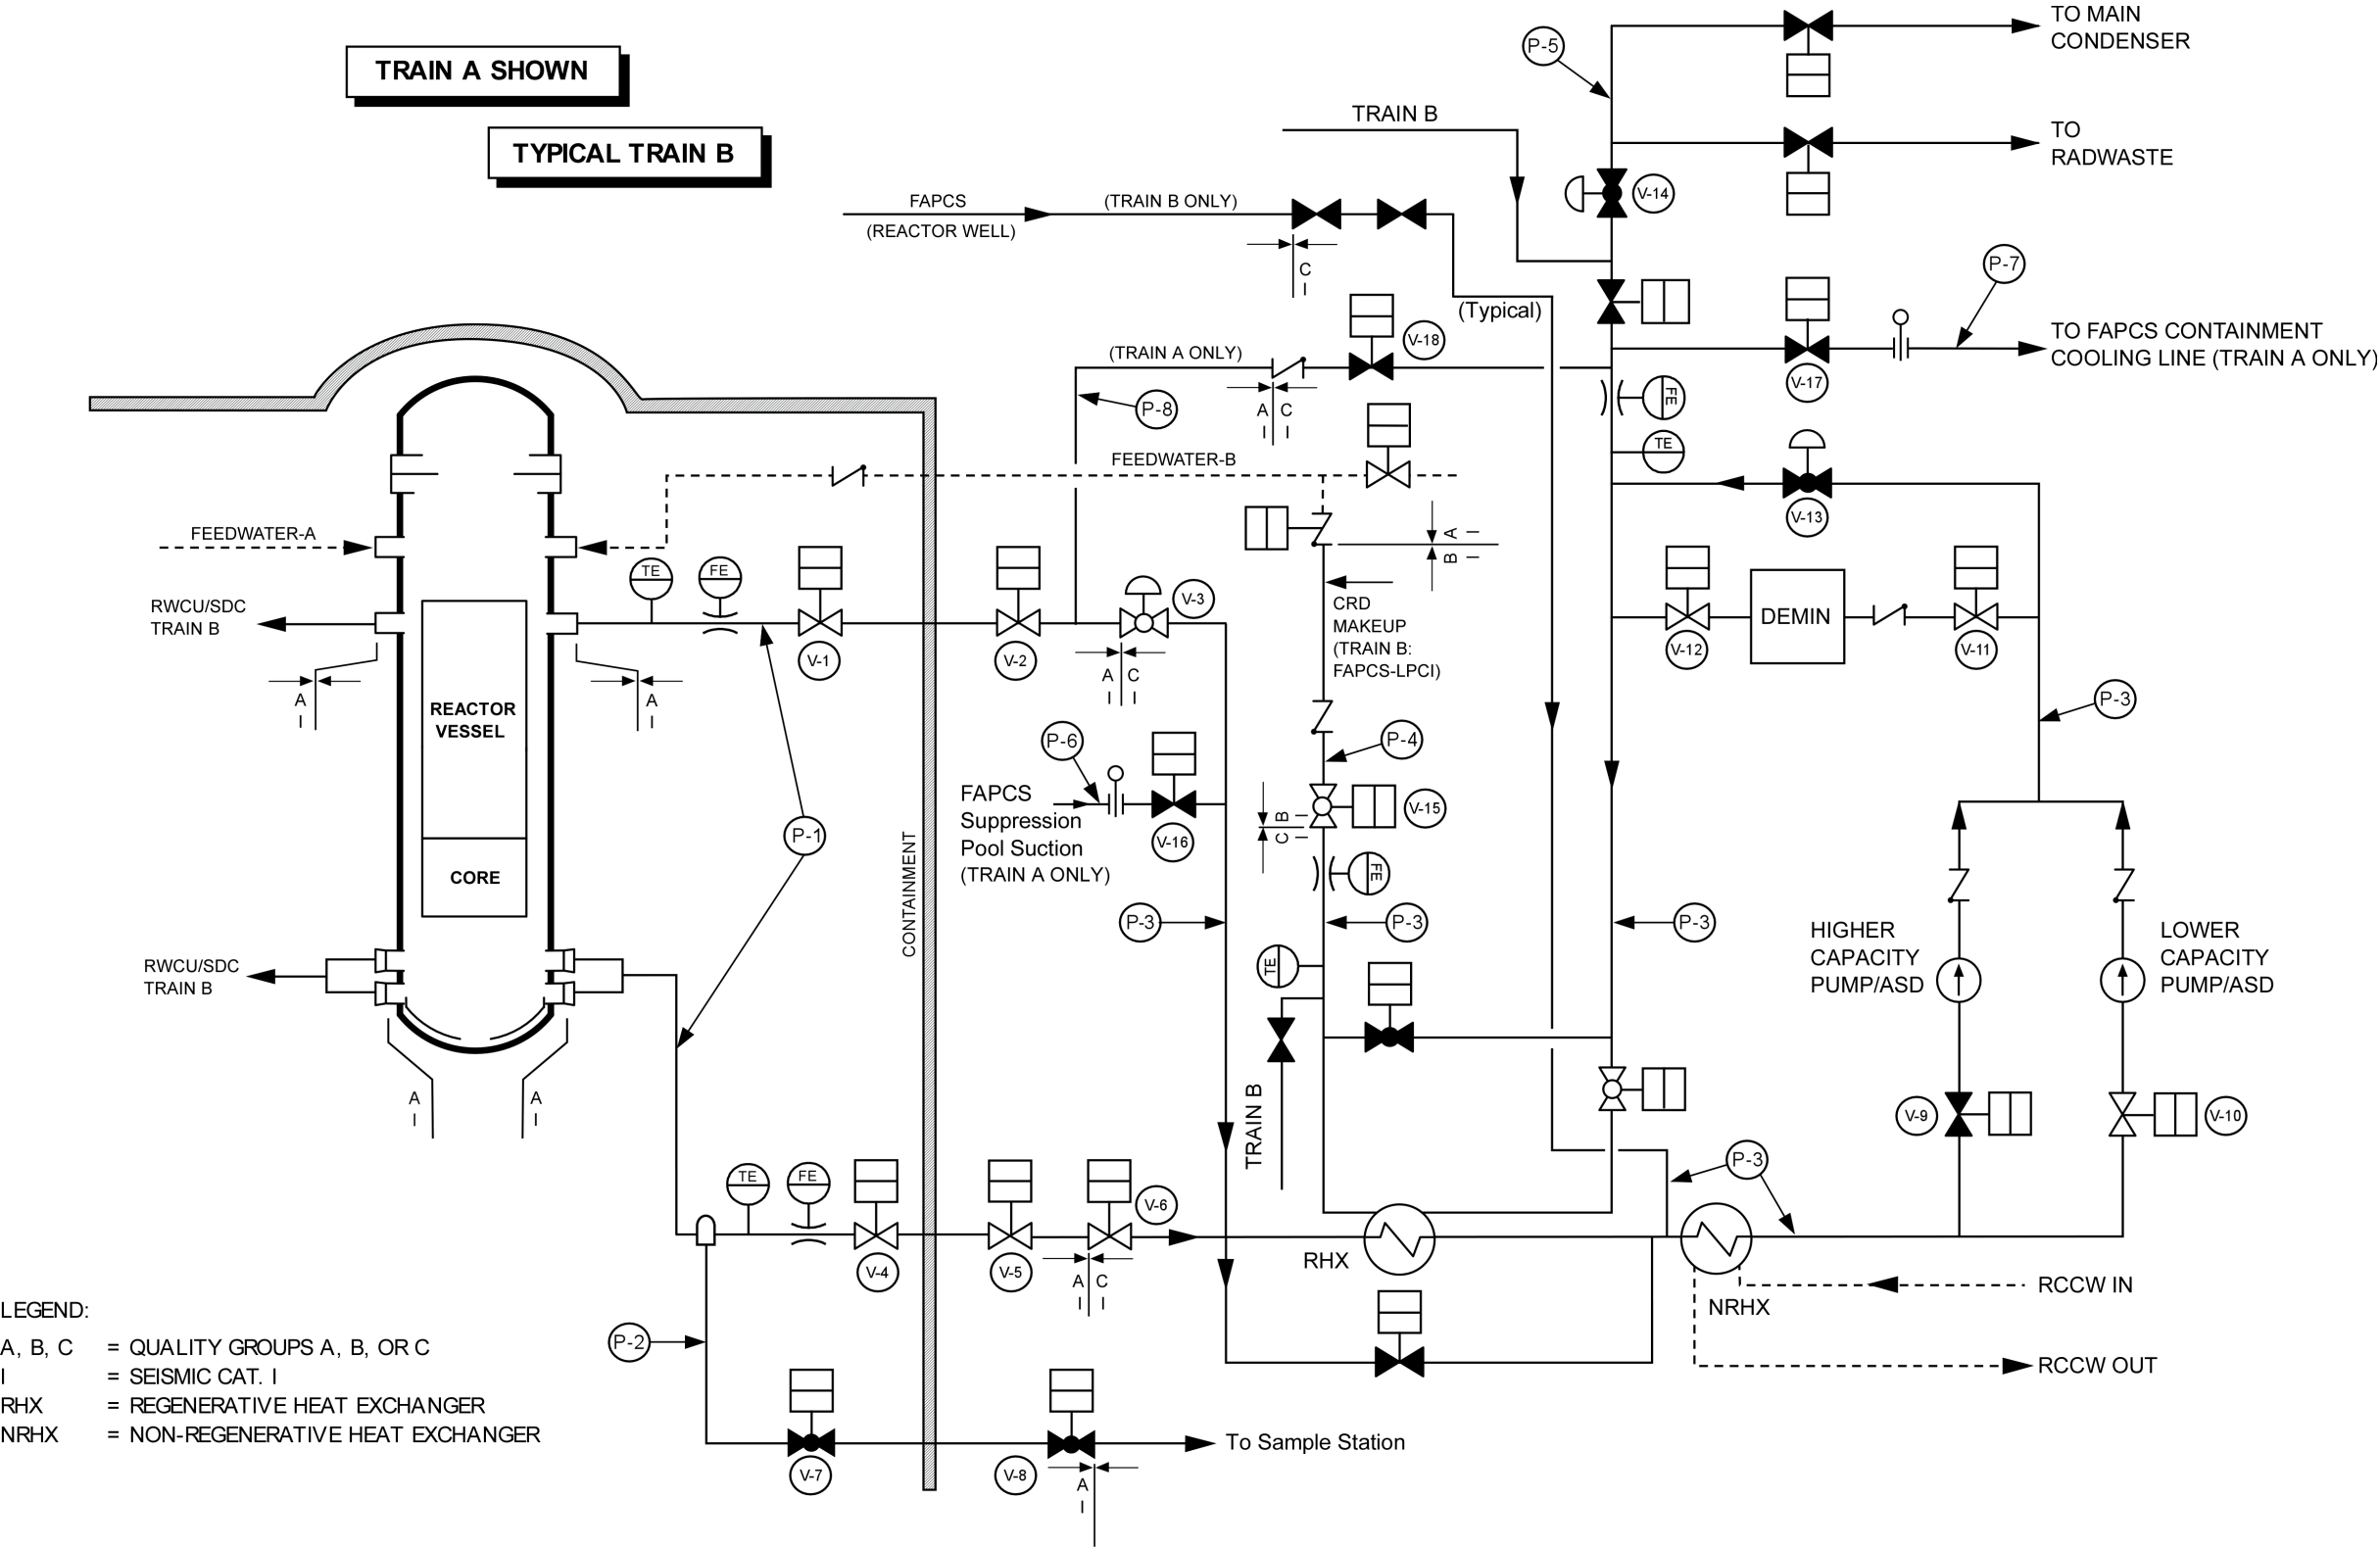 TRAIN A SHOWN
TYPICAL TRAIN B
TO MAIN
CONDENSER
P-5
TRAIN B
TO
RADWASTE
V-14
FAPCS
(TRAIN B ONLY)
(REACTOR WELL)
C
I
(Typical)
P-7
TO FAPCS CONTAINMENT
COOLING LINE (TRAIN A ONLY)
V-17
V-18
(TRAIN A ONLY)
P-8
A C
I I
FE
TE
FEEDWATER-B
V-13
FEEDWATER-A
A I
B I
TE
FE
V-3
CRD
MAKEUP
(TRAIN B:
FAPCS-LPCI)
RWCU/SDC
TRAIN B
V-1
V-2
A C
I I
DEMIN
V-12
V-11
A
I
A
I
REACTOR
VESSEL
P-3
P-4
P-6
FAPCS
Suppression
Pool Suction
(TRAIN A ONLY)
V-16
V-15
B I
C I
P-1
CORE
CONTAINMENT
FE
P-3
P-3
P-3
HIGHER
CAPACITY
PUMP/ASD
LOWER
CAPACITY
PUMP/ASD
RWCU/SDC
TRAIN B
TE
A
I
A
I
TRAIN B
V-9
V-10
P-3
TE
FE
V-6
V-4
V-5
A C
I I
RHX
NRHX
RCCW IN
RCCW OUT
P-2
To Sample Station
V-7
V-8
A
I
LEGEND:
A, B, C = QUALITY GROUPS A, B, OR C
I = SEISMIC CAT. I
RHX = REGENERATIVE HEAT EXCHANGER
NRHX = NON-REGENERATIVE HEAT EXCHANGER